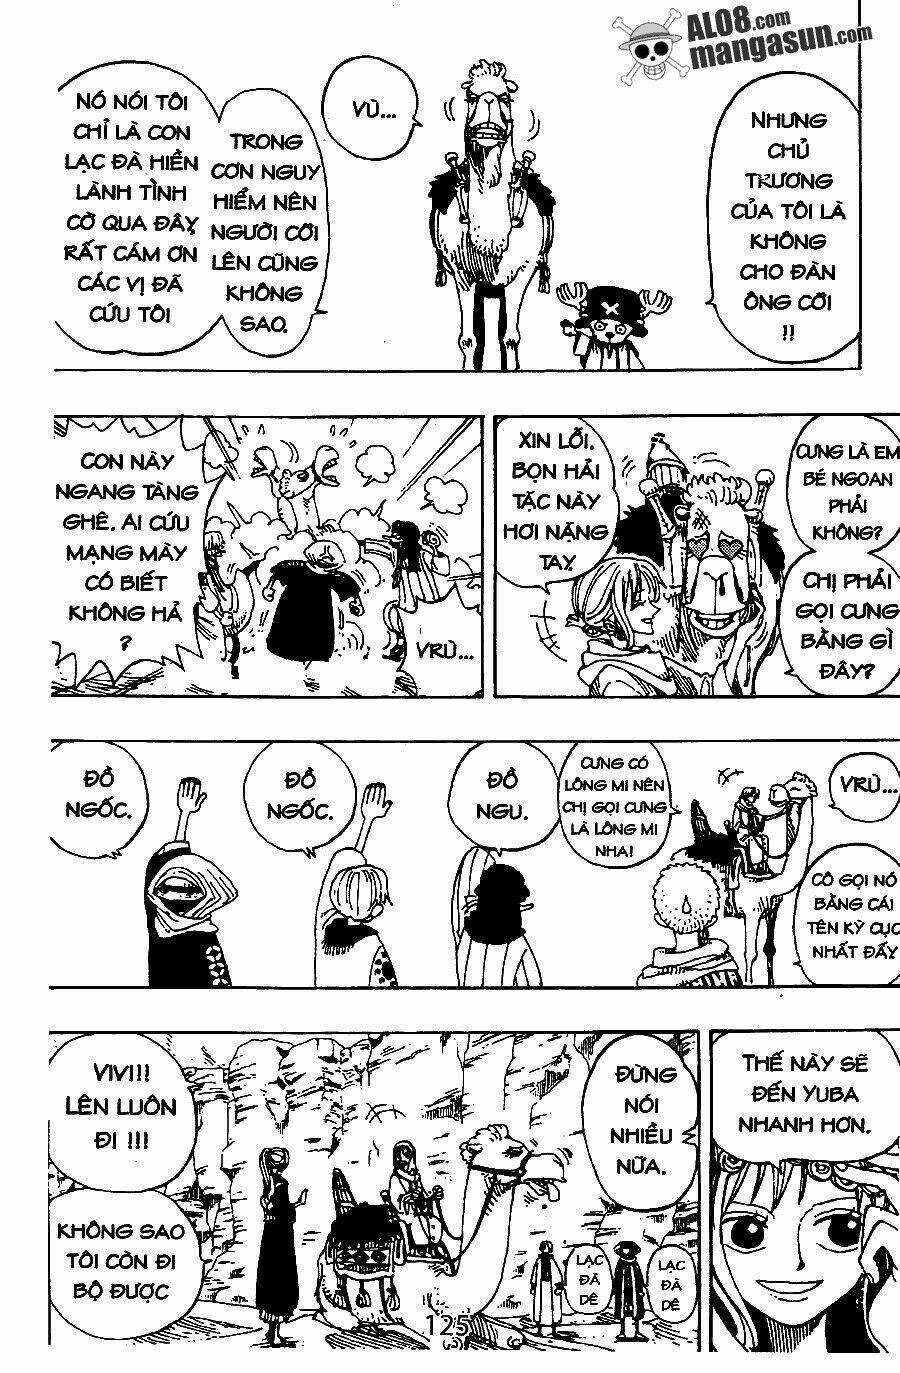 AL08.com
mangasun.com
NÓ NÓI TÔI
CHỈ LÀ CON
LẠC ĐÀ HIỀN
LÀNH TÌNH
CỜ QUA ĐÂY,
RẤT CÁM ƠN
CÁC VỊ ĐÃ
CỨU TÔI
TRONG
CƠN NGUY
HIỂM NÊN
NGƯỜI CỠI
LÊN CŨNG
KHÔNG
SAO.
VÙ...
NHƯNG
CHỦ
TRƯƠNG
CỦA TÔI LÀ
KHÔNG
CHO ĐÀN
ÔNG CỠI
!!
CON NÀY
NGANG TÀNG
GHÊ. AI CỨU
MẠNG MÀY
CÓ BIẾT
KHÔNG HẢ
?
VRÙ...
XIN LỖI.
BỌN HẢI
TẶC NÀY
HƠI NẶNG
TAY.
CƯNG LÀ EM
BÉ NGOAN
PHẢI
KHÔNG?
CHỊ PHẢI
GỌI CƯNG
BẰNG GÌ
ĐÂY?
ĐỒ
NGỐC.
ĐỒ
NGỐC.
ĐỒ
NGU.
CƯNG CÓ
LÔNG MI NÊN
CHỊ GỌI CƯNG
LÀ LÔNG MI
NHA!
VRÙ...
CÔ GỌI NÓ
BẰNG CÁI
TÊN KỲ CỤC
NHẤT ĐẤY.
VIVI!!!
LÊN LUÔN
ĐI !!!
KHÔNG SAO
TÔI CÒN ĐI
BỘ ĐƯỢC
ĐỪNG
NÓI
NHIỀU
NỮA.
LẠC
ĐÀ
DÊ
LẠC
ĐÀ
DÊ
THẾ NÀY SẼ
ĐẾN YUBA
NHANH HƠN.
125